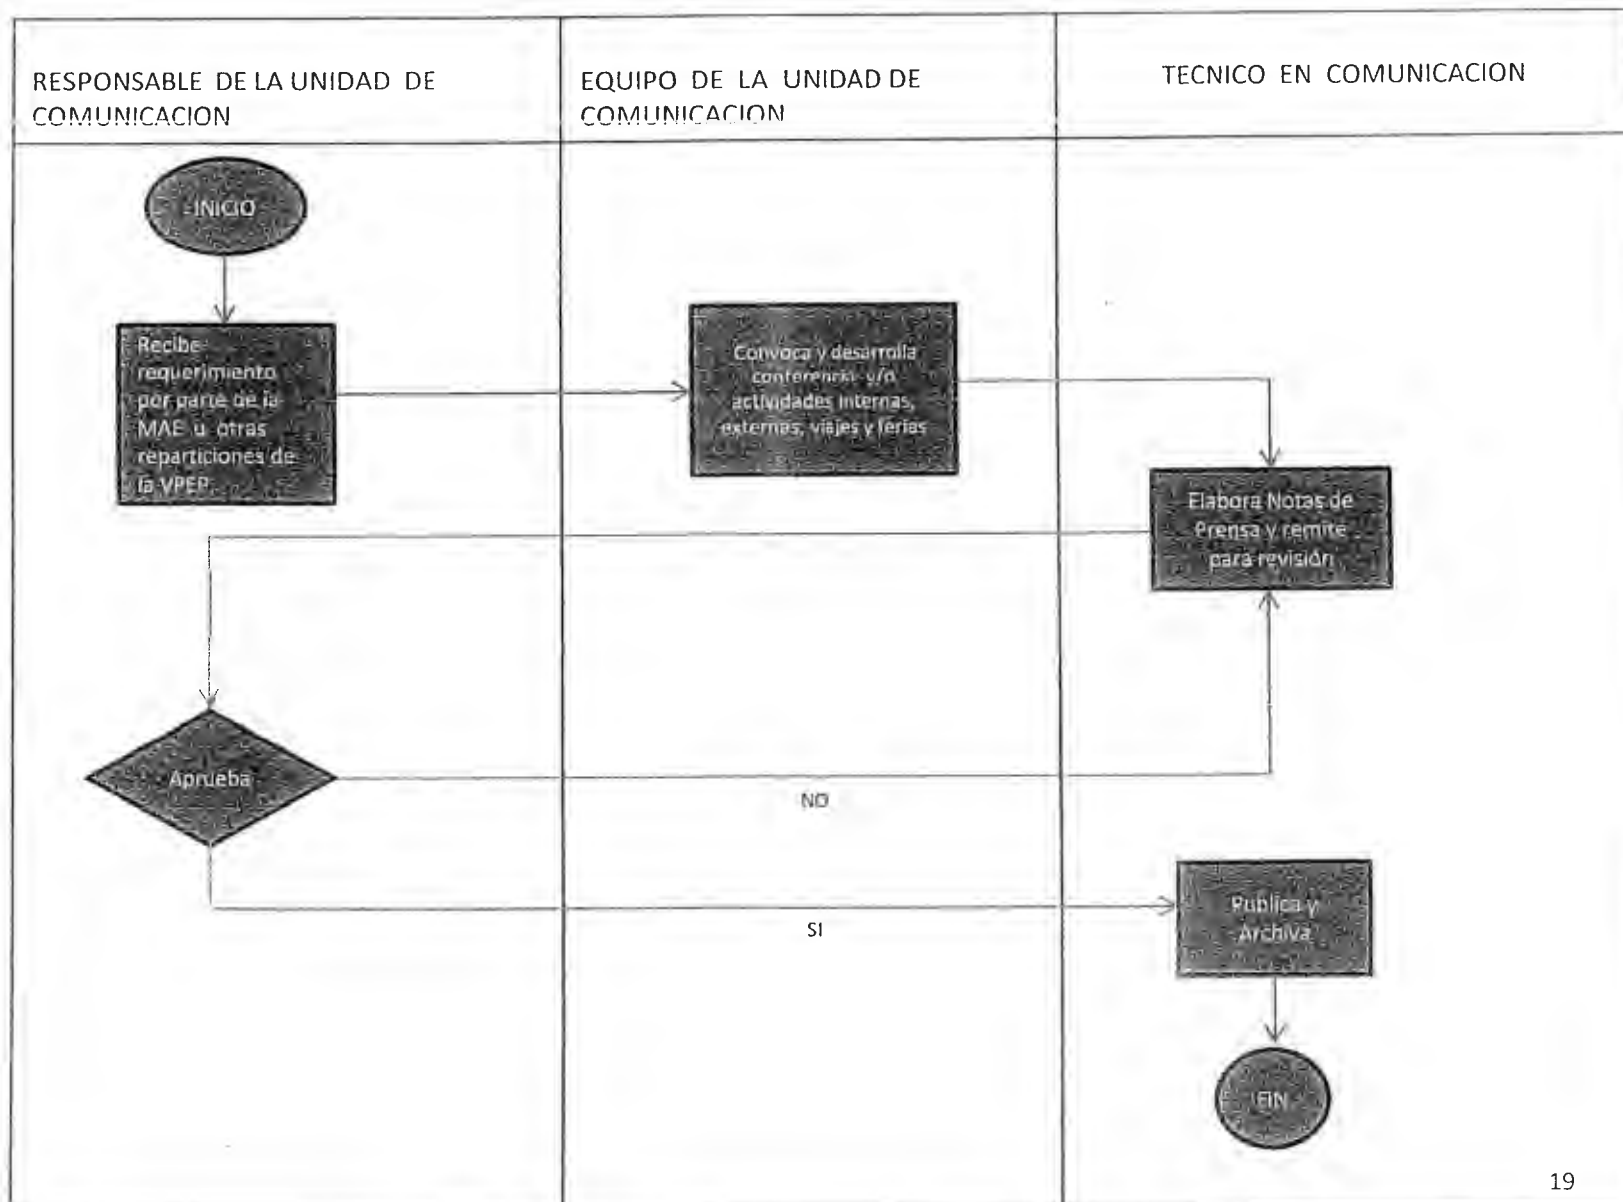 RESPONSABLE DE LA UNIDAD DE
COMUNICACION
EQUIPO DE LA UNIDAD DE
COMUNICACION
TECNICO EN COMUNICACION
INICIO
Recibe
requerimiento
por parte de la
MAE u otras
reparticiones de
la VPEP
Convoca y desarrolla
conferencia y/o
actividades internas,
externas, viajes y ferias
Elabora Notas de
Prensa y remite
para revisión
Aprueba
NO
SI
Publica y
Archiva
FIN
19